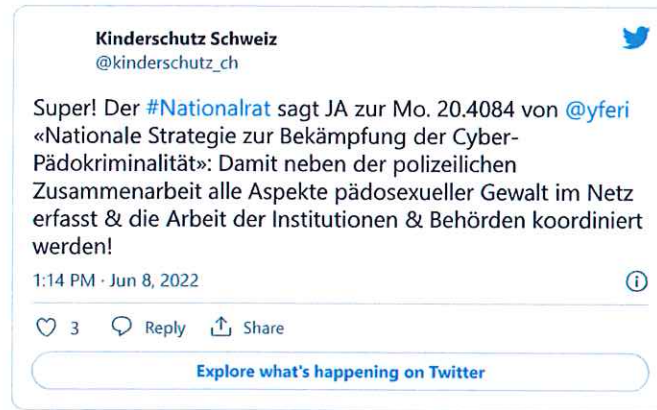 Kinderschutz Schweiz
@kinderschutz_ch
Super! Der #Nationalrat sagt JA zur Mo. 20.4084 von @yferi
«Nationale Strategie zur Bekämpfung der Cyber-
Pädokriminalität»: Damit neben der polizeilichen
Zusammenarbeit alle Aspekte pädosexueller Gewalt im Netz
erfasst & die Arbeit der Institutionen & Behörden koordiniert
werden!
1:14 PM · Jun 8, 2022
3 Reply Share
Explore what's happening on Twitter